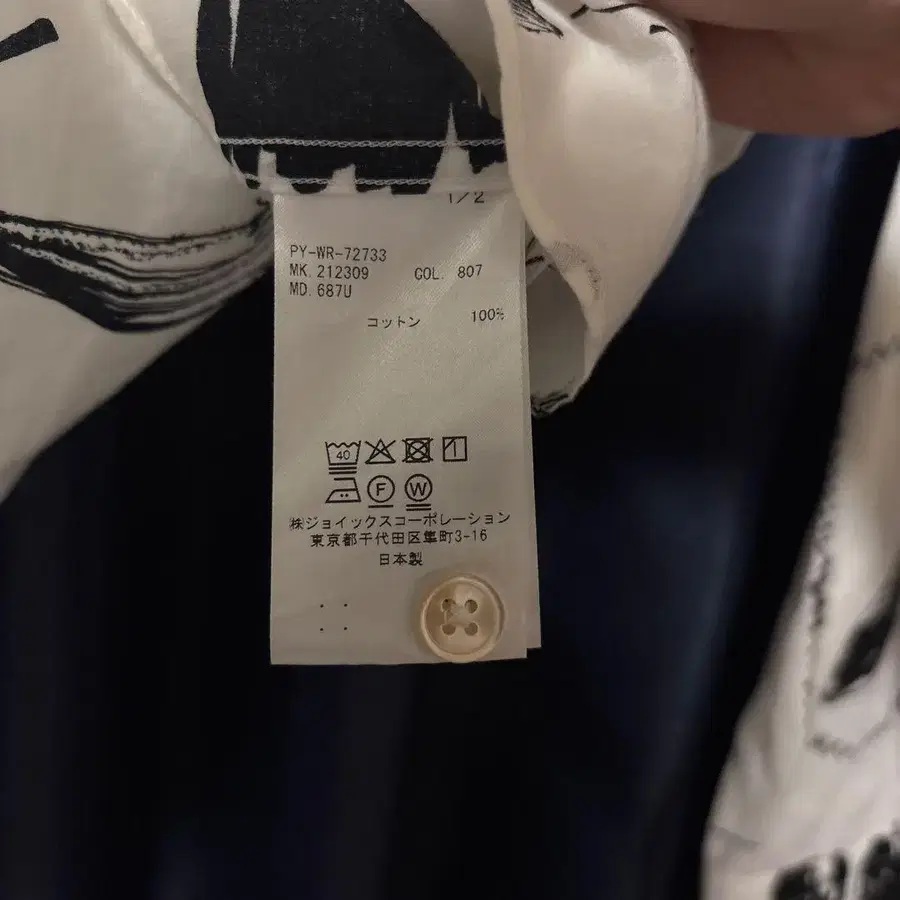 1/2
PY-WR-72733
MK. 212309 COL. 807
MD. 687U
コットン 100%
40
F W
㈱ジョイックスコーポレーション
東京都千代田区隼町3-16
日本製